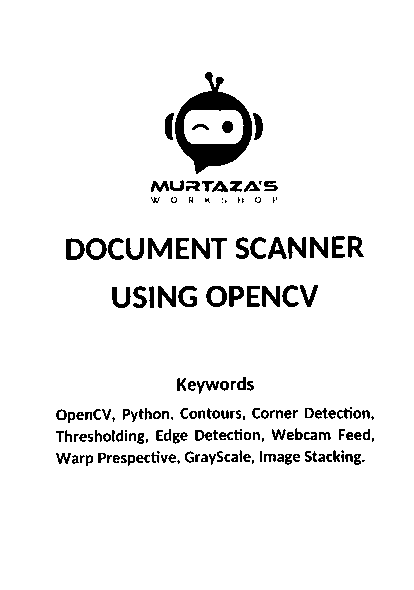 MURTAZA'S
WORKSHOP
DOCUMENT SCANNER
USING OPENCV
Keywords
OpenCV, Python, Contours, Corner Detection,
Thresholding, Edge Detection, Webcam Feed,
Warp Prespective, GrayScale, Image Stacking.